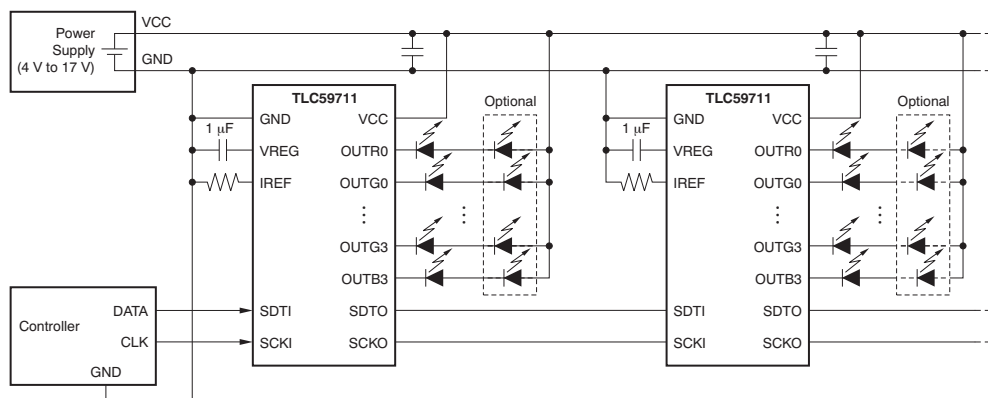 Power
Supply
(4 V to 17 V)
VCC
GND
TLC59711
GND
VCC
1 µF
VREG
OUTR0
IREF
OUTG0
OUTG3
OUTB3
SDTI
SDTO
SCKI
SCKO
Optional
TLC59711
GND
VCC
1 µF
VREG
OUTR0
IREF
OUTG0
OUTG3
OUTB3
SDTI
SDTO
SCKI
SCKO
Optional
Controller
DATA
CLK
GND